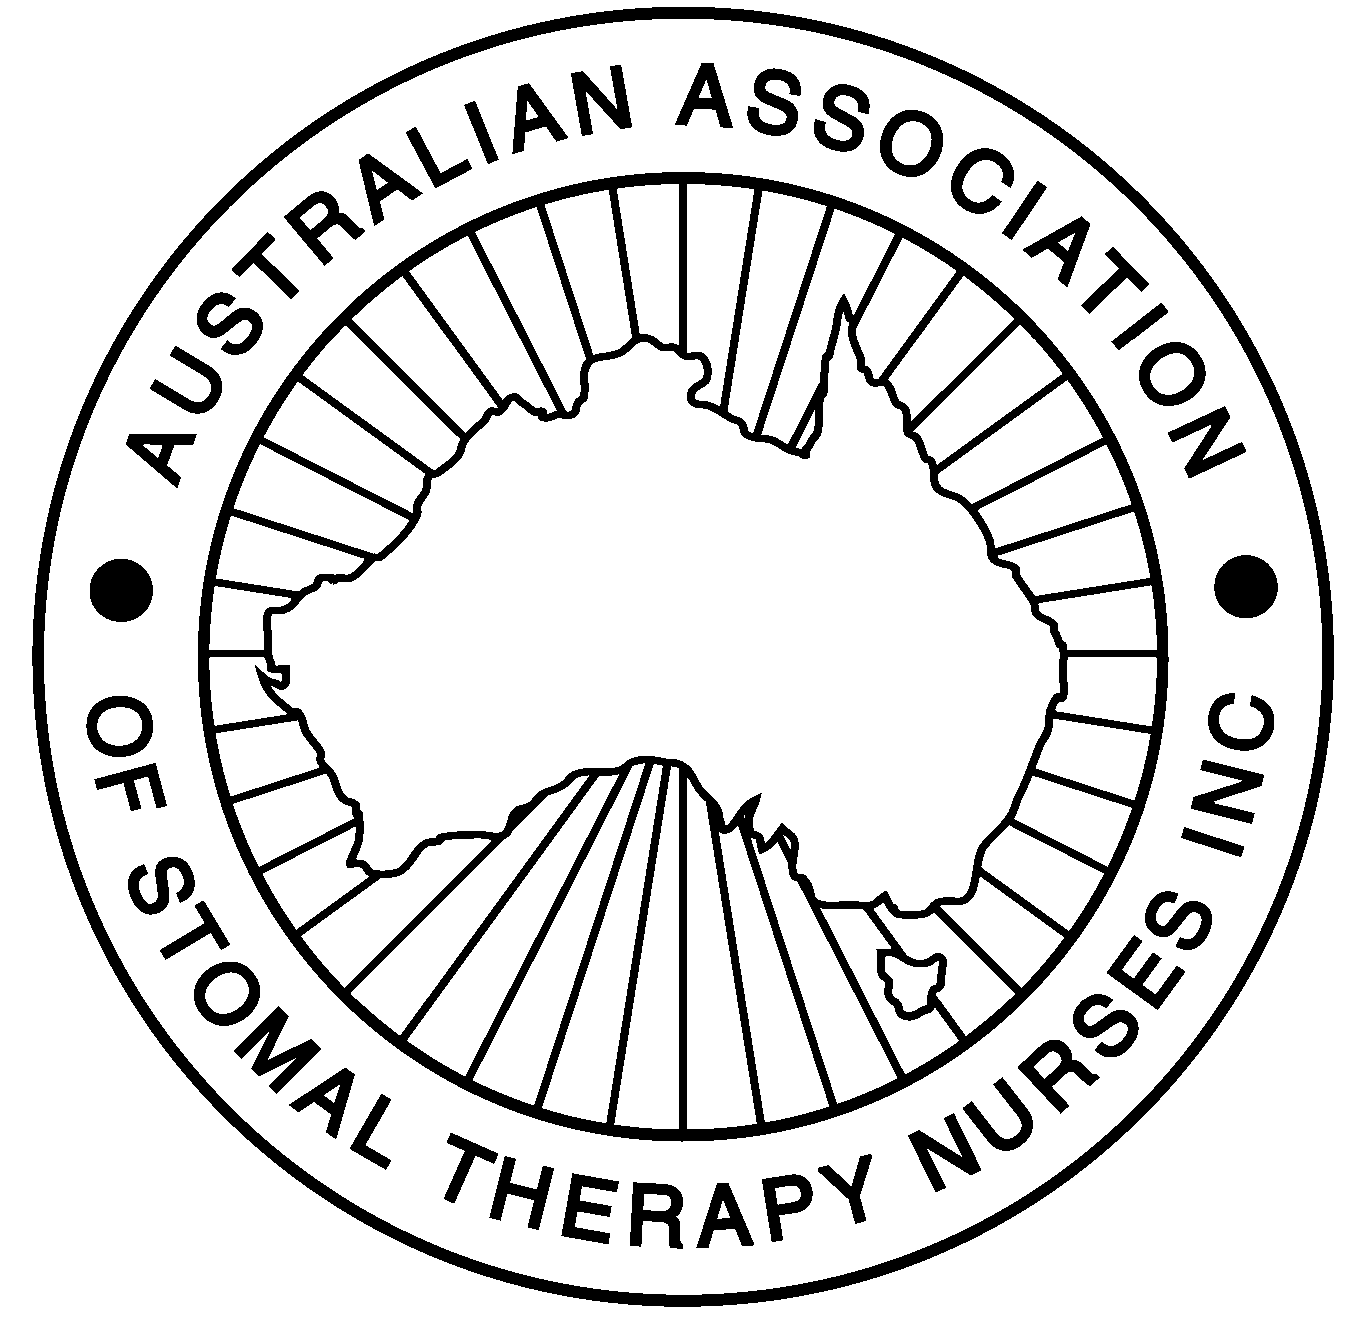 AUSTRALIAN ASSOCIATION
OF STOMAL THERAPY NURSES INC